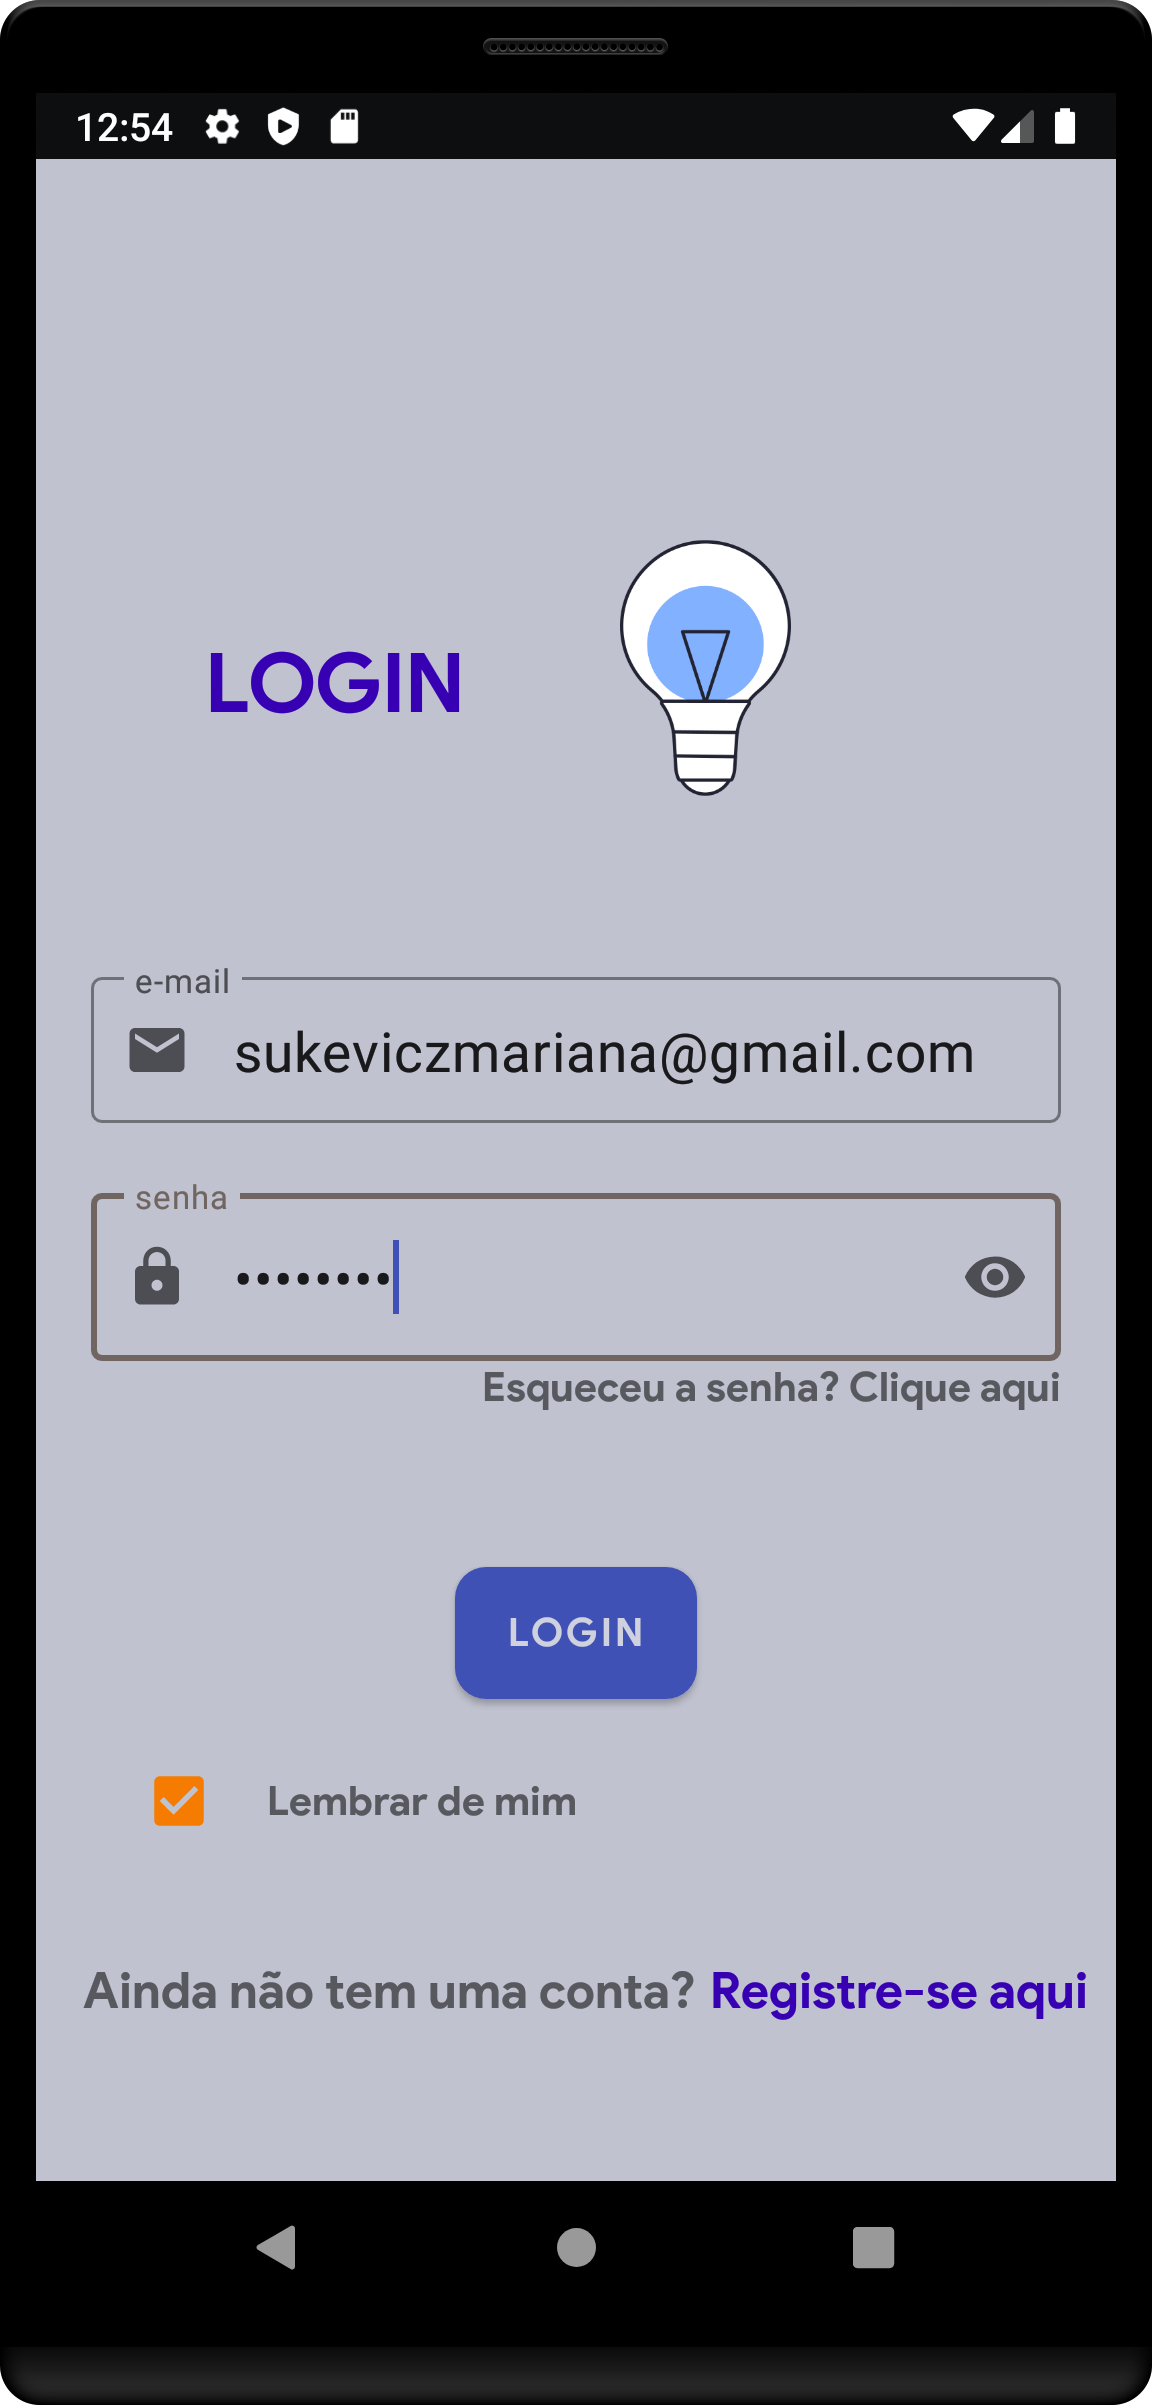 12:54
LOGIN
e-mail
sukeviczmariana@gmail.com
senha
••••••••
Esqueceu a senha? Clique aqui
LOGIN
Lembrar de mim
Ainda não tem uma conta? Registre-se aqui